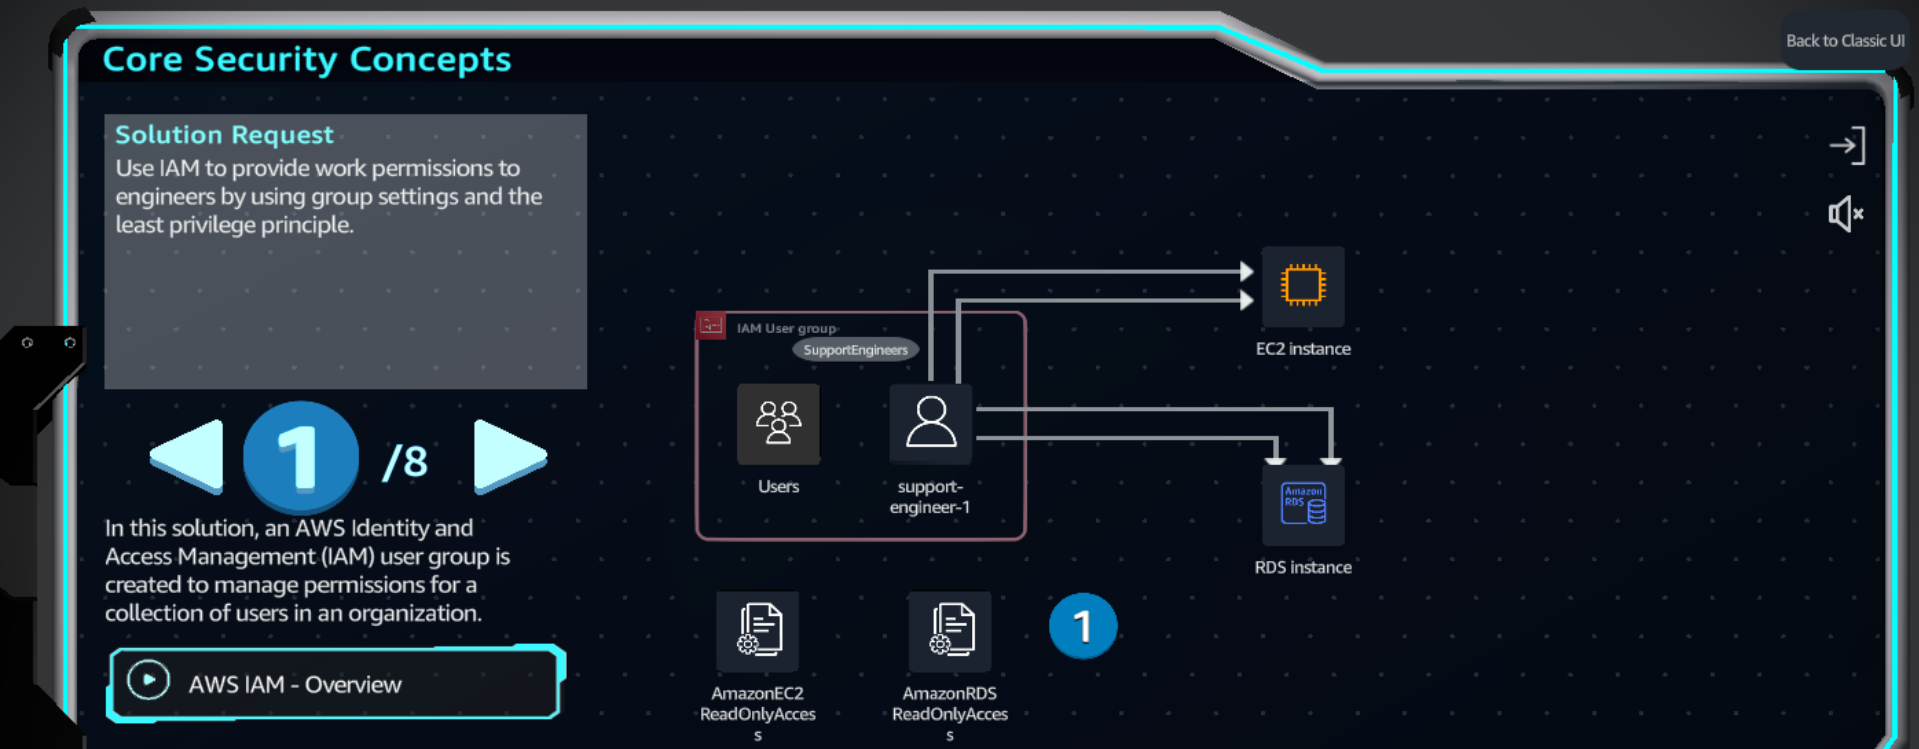 Back to Classic UI
Core Security Concepts
Solution Request
Use IAM to provide work permissions to
engineers by using group settings and the
least privilege principle.
1 /8
In this solution, an AWS Identity and
Access Management (IAM) user group is
created to manage permissions for a
collection of users in an organization.
AWS IAM - Overview
IAM User group
SupportEngineers
Users
support-
engineer-1
EC2 instance
Amazon
RDS
RDS instance
AmazonEC2
ReadOnlyAcces
s
AmazonRDS
ReadOnlyAcces
s
1